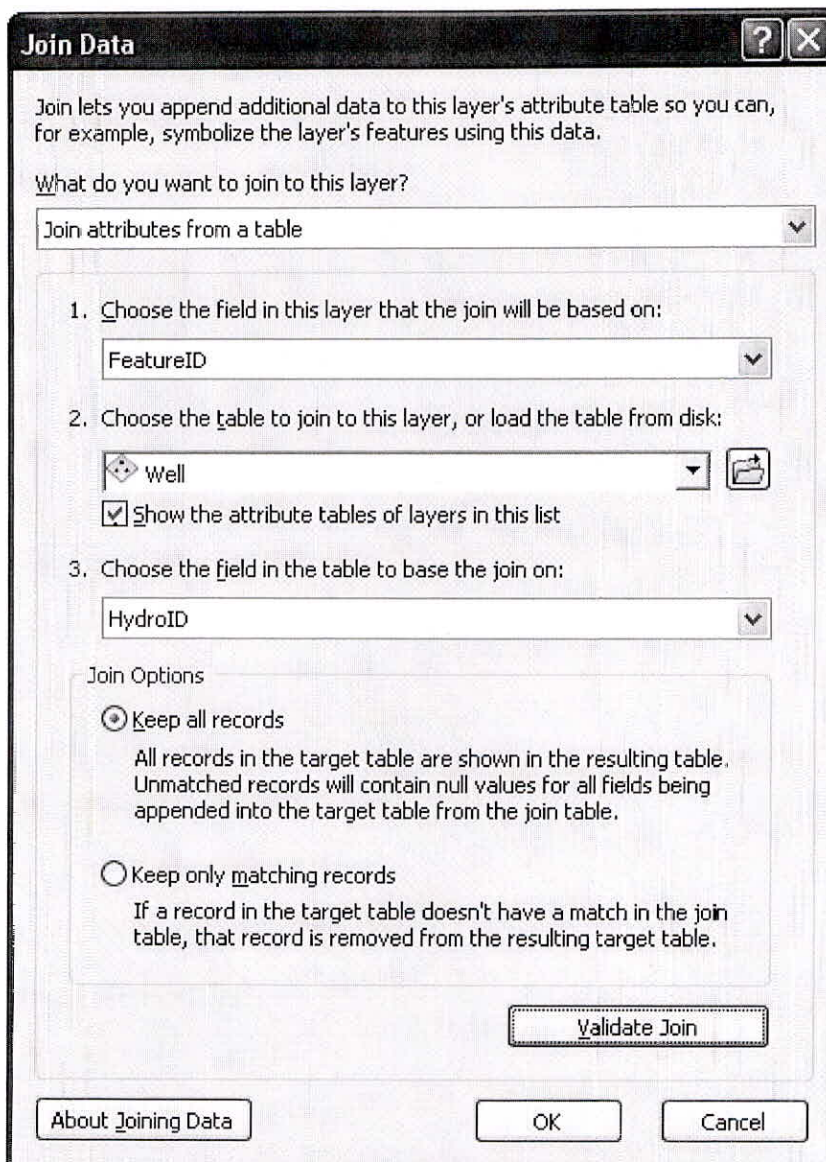 Join Data
Join lets you append additional data to this layer's attribute table so you can,
for example, symbolize the layer's features using this data.
What do you want to join to this layer?
Join attributes from a table
1. Choose the field in this layer that the join will be based on:
FeatureID
2. Choose the table to join to this layer, or load the table from disk:
Well
Show the attribute tables of layers in this list
3. Choose the field in the table to base the join on:
HydroID
Join Options
Keep all records
All records in the target table are shown in the resulting table.
Unmatched records will contain null values for all fields being
appended into the target table from the join table.
Keep only matching records
If a record in the target table doesn't have a match in the join
table, that record is removed from the resulting target table.
Validate Join
About Joining Data
OK
Cancel